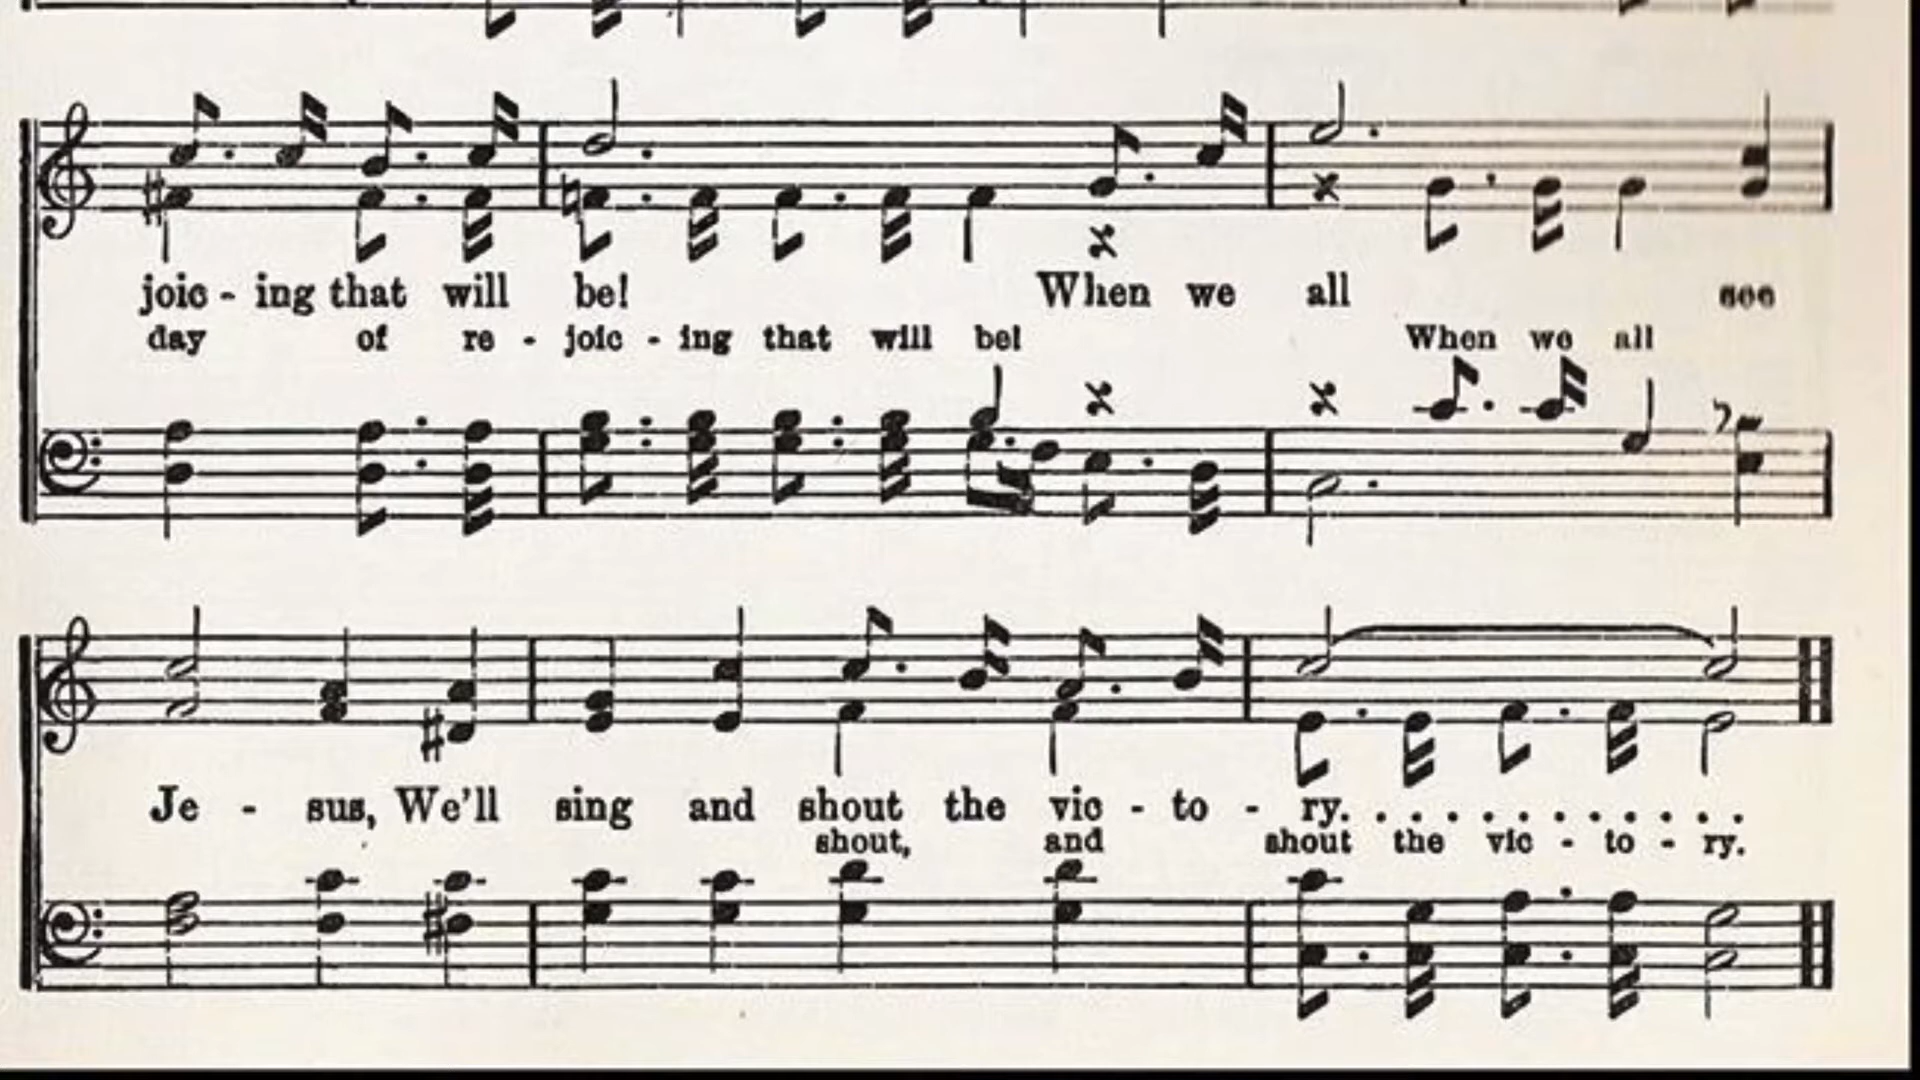 joic - ing that will be! When we all see
day of re - joic - ing that will be! When we all
Je - sus, We'll sing and shout the vic - to - ry. . . . . . . . . . . .
shout, and shout the vic - to - ry.